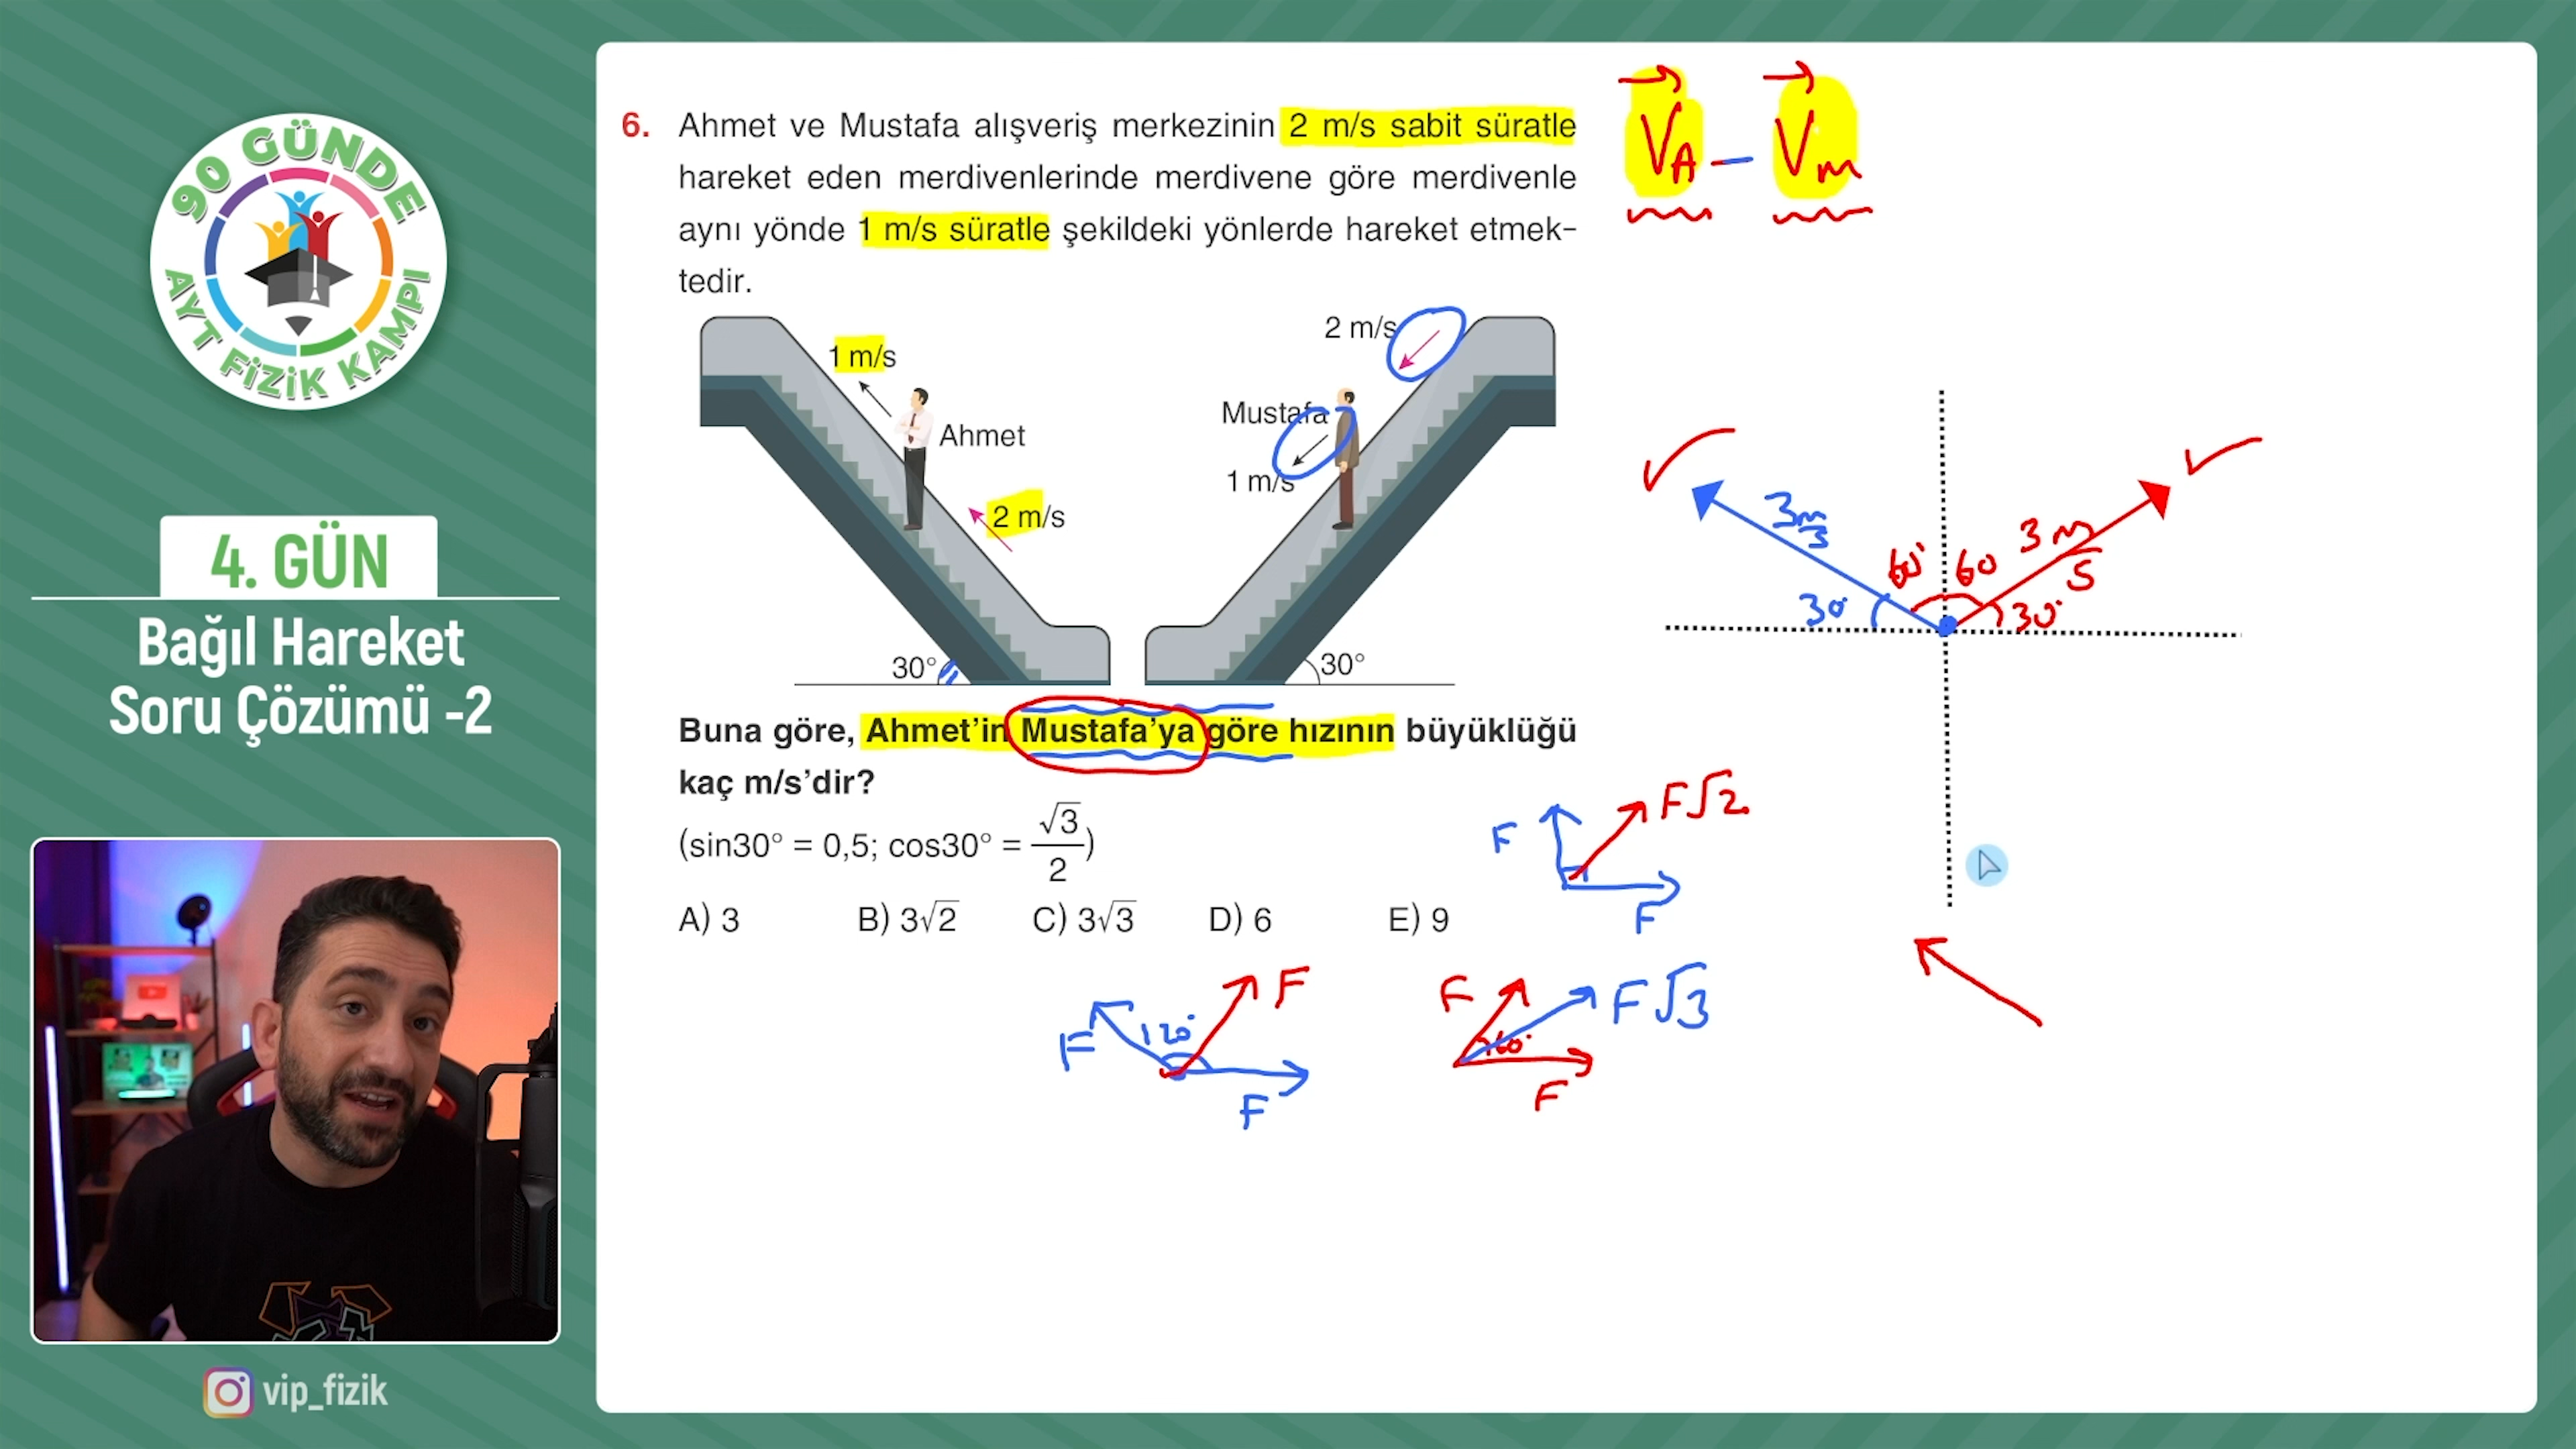 90 GÜNDE
AYT FİZİK KAMPI
4. GÜN
Bağıl Hareket
Soru Çözümü -2
vip_fizik
6. Ahmet ve Mustafa alışveriş merkezinin 2 m/s sabit süratle
hareket eden merdivenlerinde merdivene göre merdivenle
aynı yönde 1 m/s süratle şekildeki yönlerde hareket etmek-
tedir.
1 m/s
Ahmet
2 m/s
30°
2 m/s
Mustafa
1 m/s
30°
Buna göre, Ahmet'in Mustafa'ya göre hızının büyüklüğü
kaç m/s'dir?
(sin30° = 0,5; cos30° = √3/2)
A) 3 B) 3√2 C) 3√3 D) 6 E) 9
V_A - V_m
3 m/s
60°
60
3 m/s
30°
30°
F
F√2
F
F
120°
F
F
F
60°
F√3
F